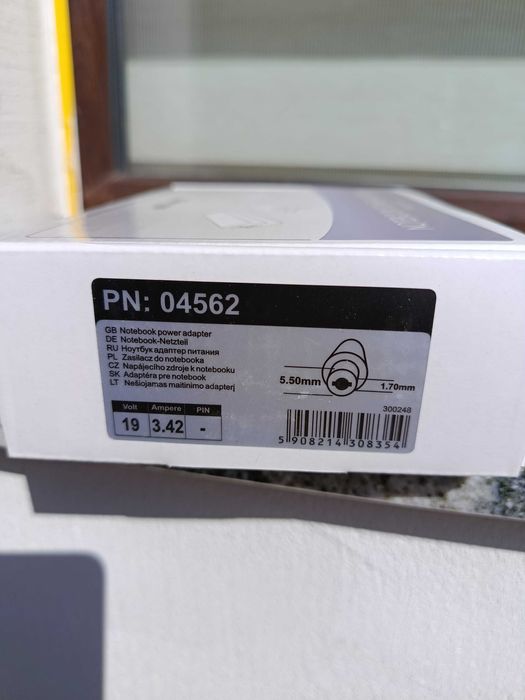 PN: 04562
GB Notebook power adapter
DE Notebook-Netzteil
RU Ноутбук адаптер питания
PL Zasilacz do notebooka
CZ Napájecího zdroje k notebooku
SK Adaptéra pre notebook
LT Nešiojamas maitinimo adapterį
5.50mm
1.70mm
Volt Ampere PIN
19 3.42 -
300248
5 908214 308354